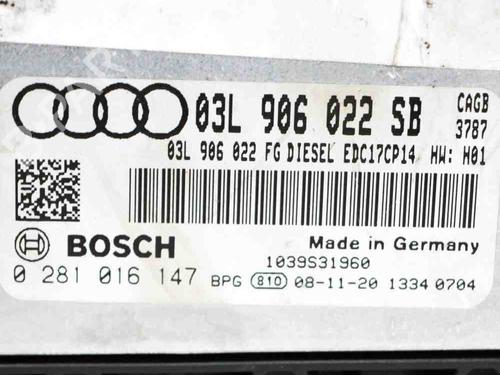 03L 906 022 SB
CAGB
3787
03L 906 022 FG DIESEL EDC17CP14 HW: H01
BOSCH
Made in Germany
1039S31960
0 281 016 147
BPG 810 08-11-20 1334 0704